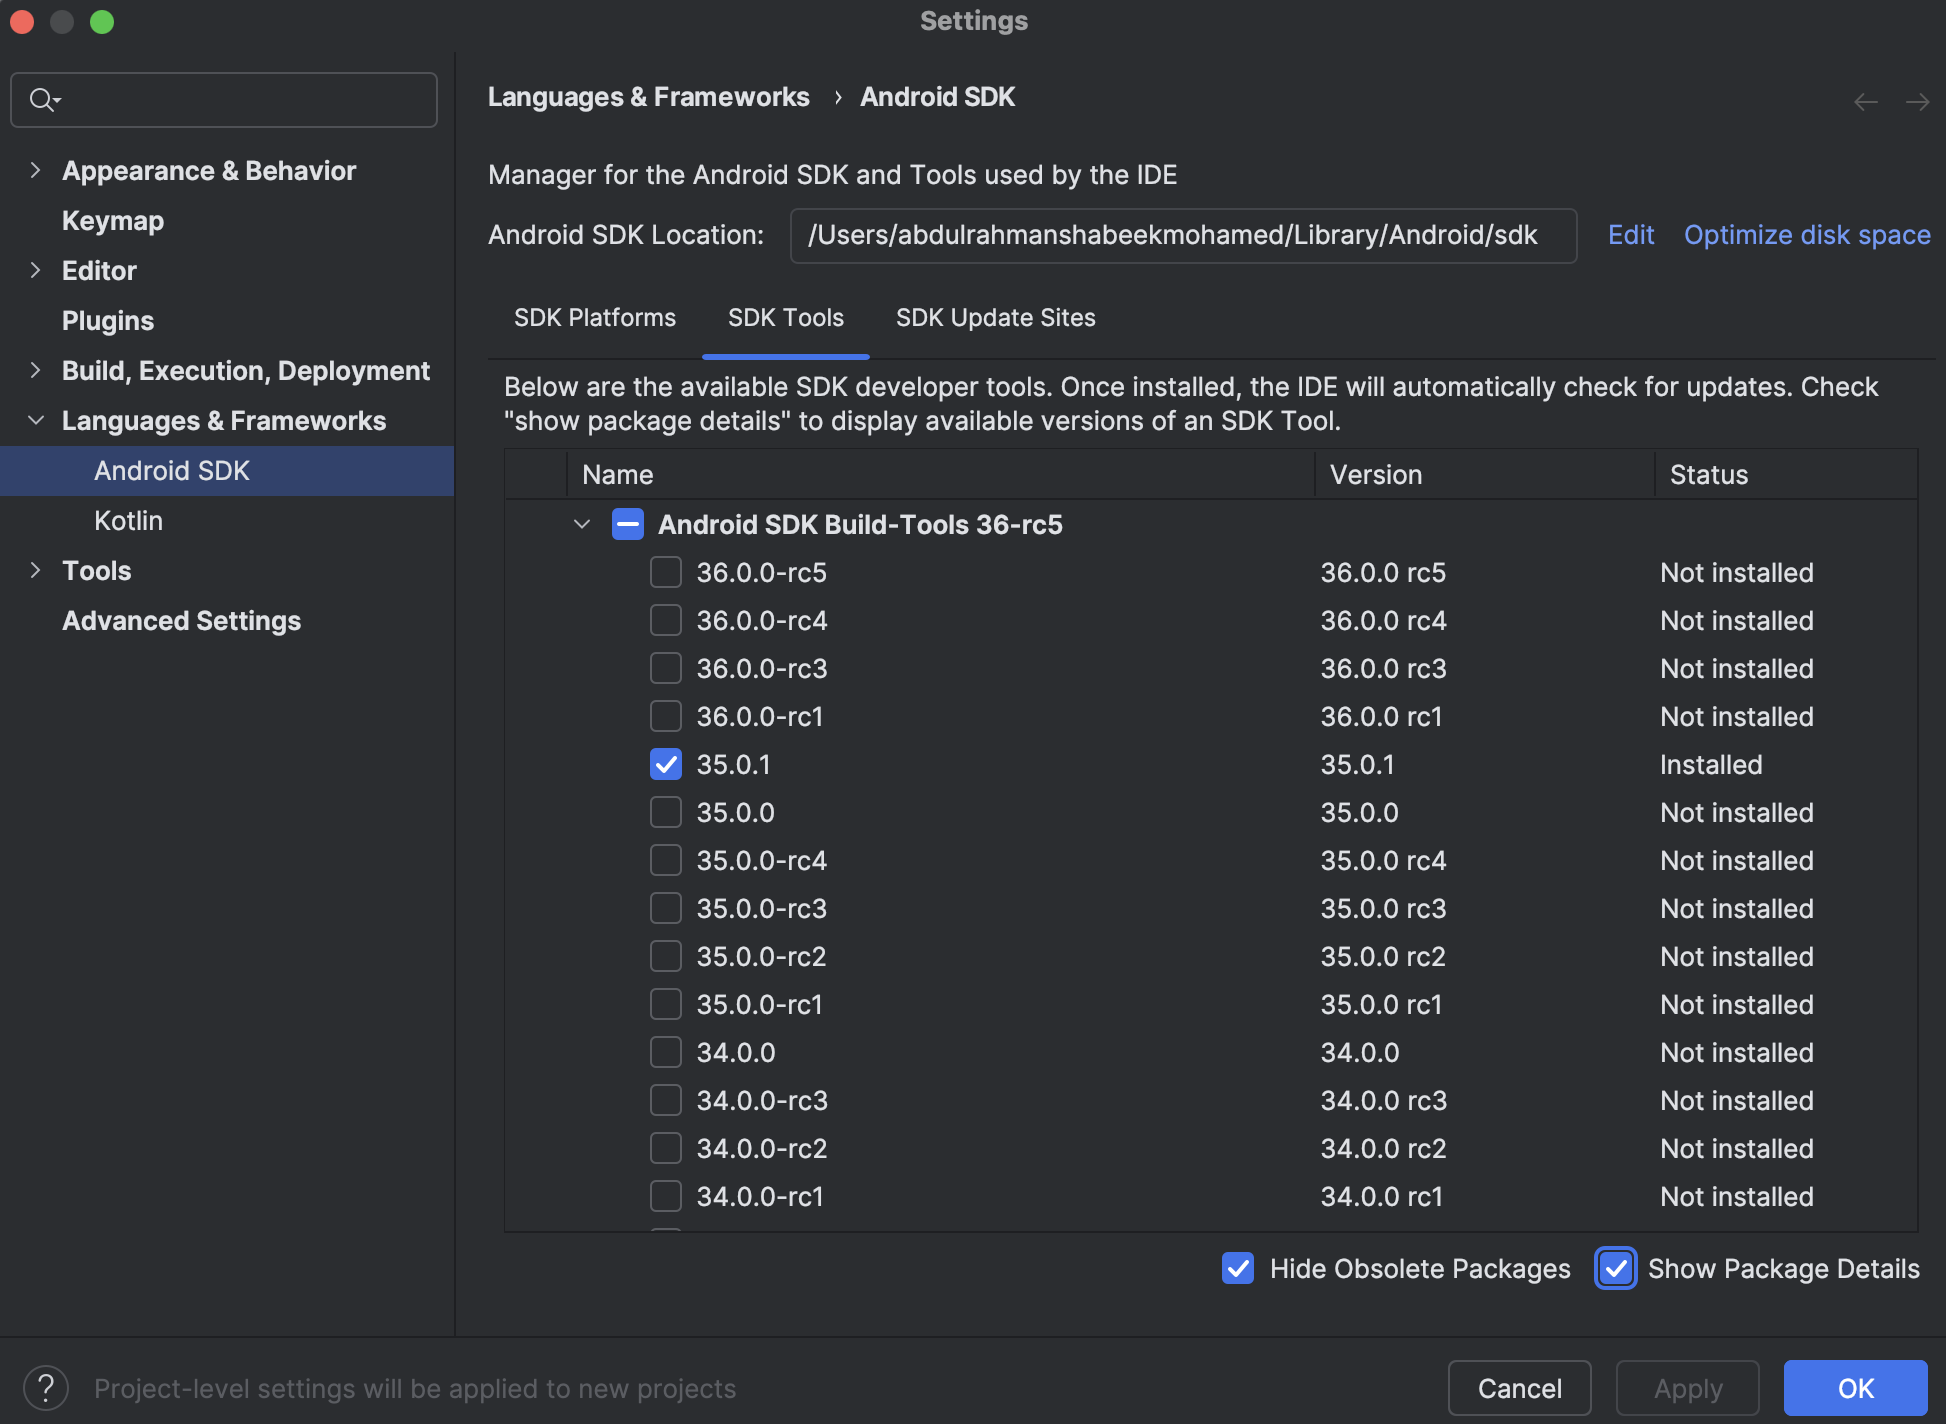 Settings
Appearance & Behavior
Keymap
Editor
Plugins
Build, Execution, Deployment
Languages & Frameworks
Android SDK
Kotlin
Tools
Advanced Settings
Languages & Frameworks › Android SDK
Manager for the Android SDK and Tools used by the IDE
Android SDK Location: /Users/abdulrahmanshabeekmohamed/Library/Android/sdk Edit Optimize disk space
SDK Platforms SDK Tools SDK Update Sites
Below are the available SDK developer tools. Once installed, the IDE will automatically check for updates. Check
"show package details" to display available versions of an SDK Tool.
Name Version Status
Android SDK Build-Tools 36-rc5
36.0.0-rc5 36.0.0 rc5 Not installed
36.0.0-rc4 36.0.0 rc4 Not installed
36.0.0-rc3 36.0.0 rc3 Not installed
36.0.0-rc1 36.0.0 rc1 Not installed
35.0.1 35.0.1 Installed
35.0.0 35.0.0 Not installed
35.0.0-rc4 35.0.0 rc4 Not installed
35.0.0-rc3 35.0.0 rc3 Not installed
35.0.0-rc2 35.0.0 rc2 Not installed
35.0.0-rc1 35.0.0 rc1 Not installed
34.0.0 34.0.0 Not installed
34.0.0-rc3 34.0.0 rc3 Not installed
34.0.0-rc2 34.0.0 rc2 Not installed
34.0.0-rc1 34.0.0 rc1 Not installed
Hide Obsolete Packages Show Package Details
? Project-level settings will be applied to new projects
Cancel Apply OK